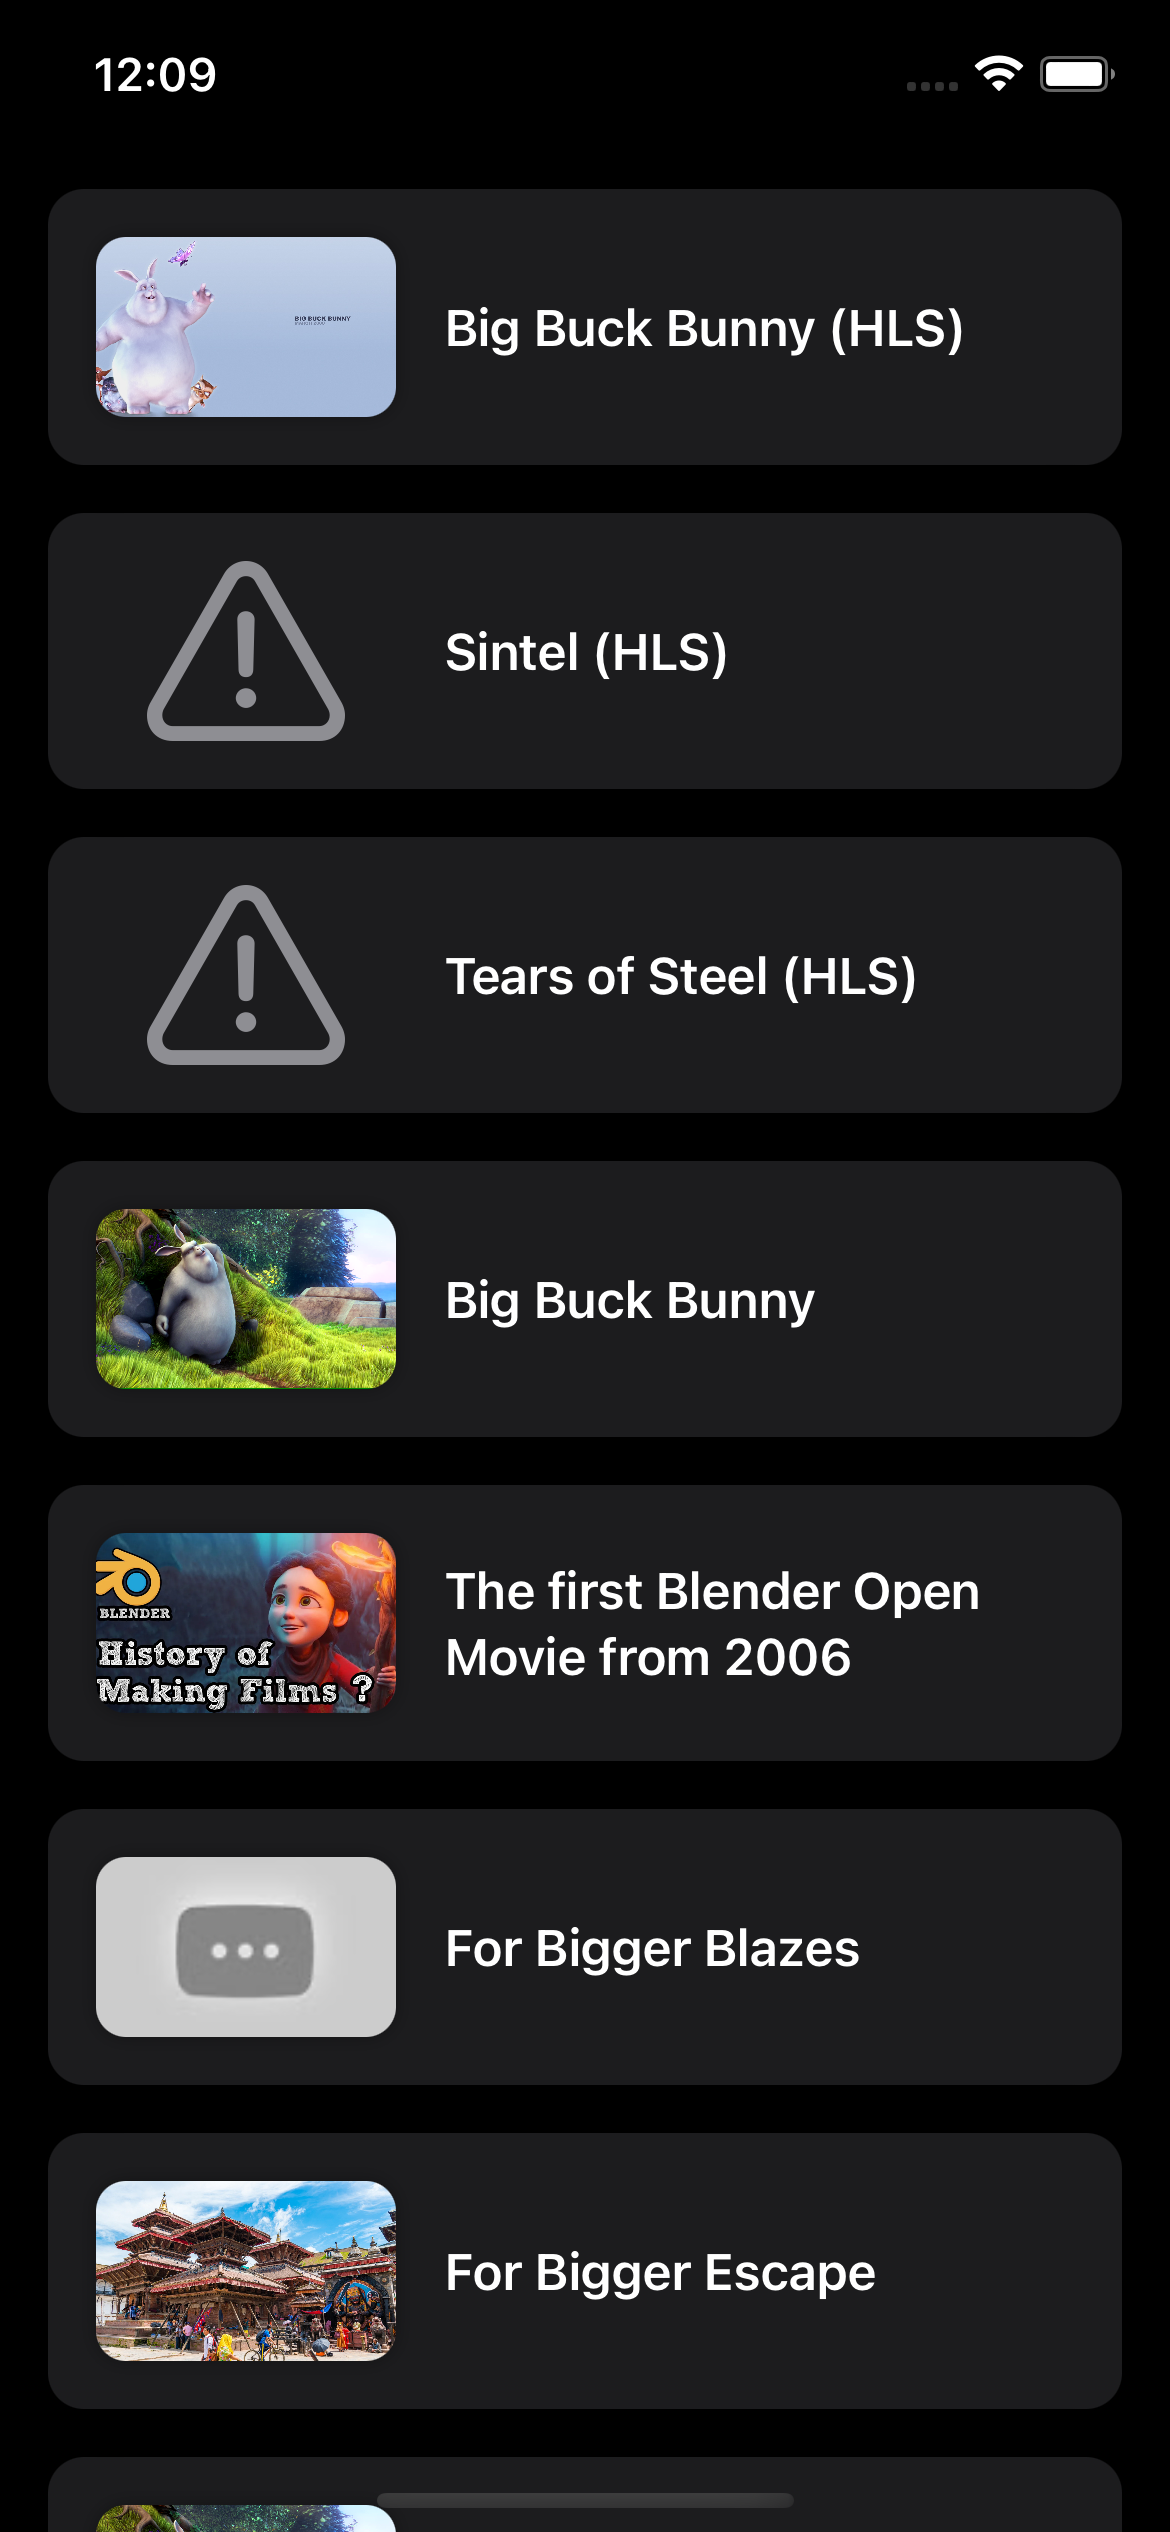 12:09
BIG BUCK BUNNY
Big Buck Bunny (HLS)
Sintel (HLS)
Tears of Steel (HLS)
Big Buck Bunny
BLENDER
History of
Making Films ?
The first Blender Open
Movie from 2006
For Bigger Blazes
For Bigger Escape